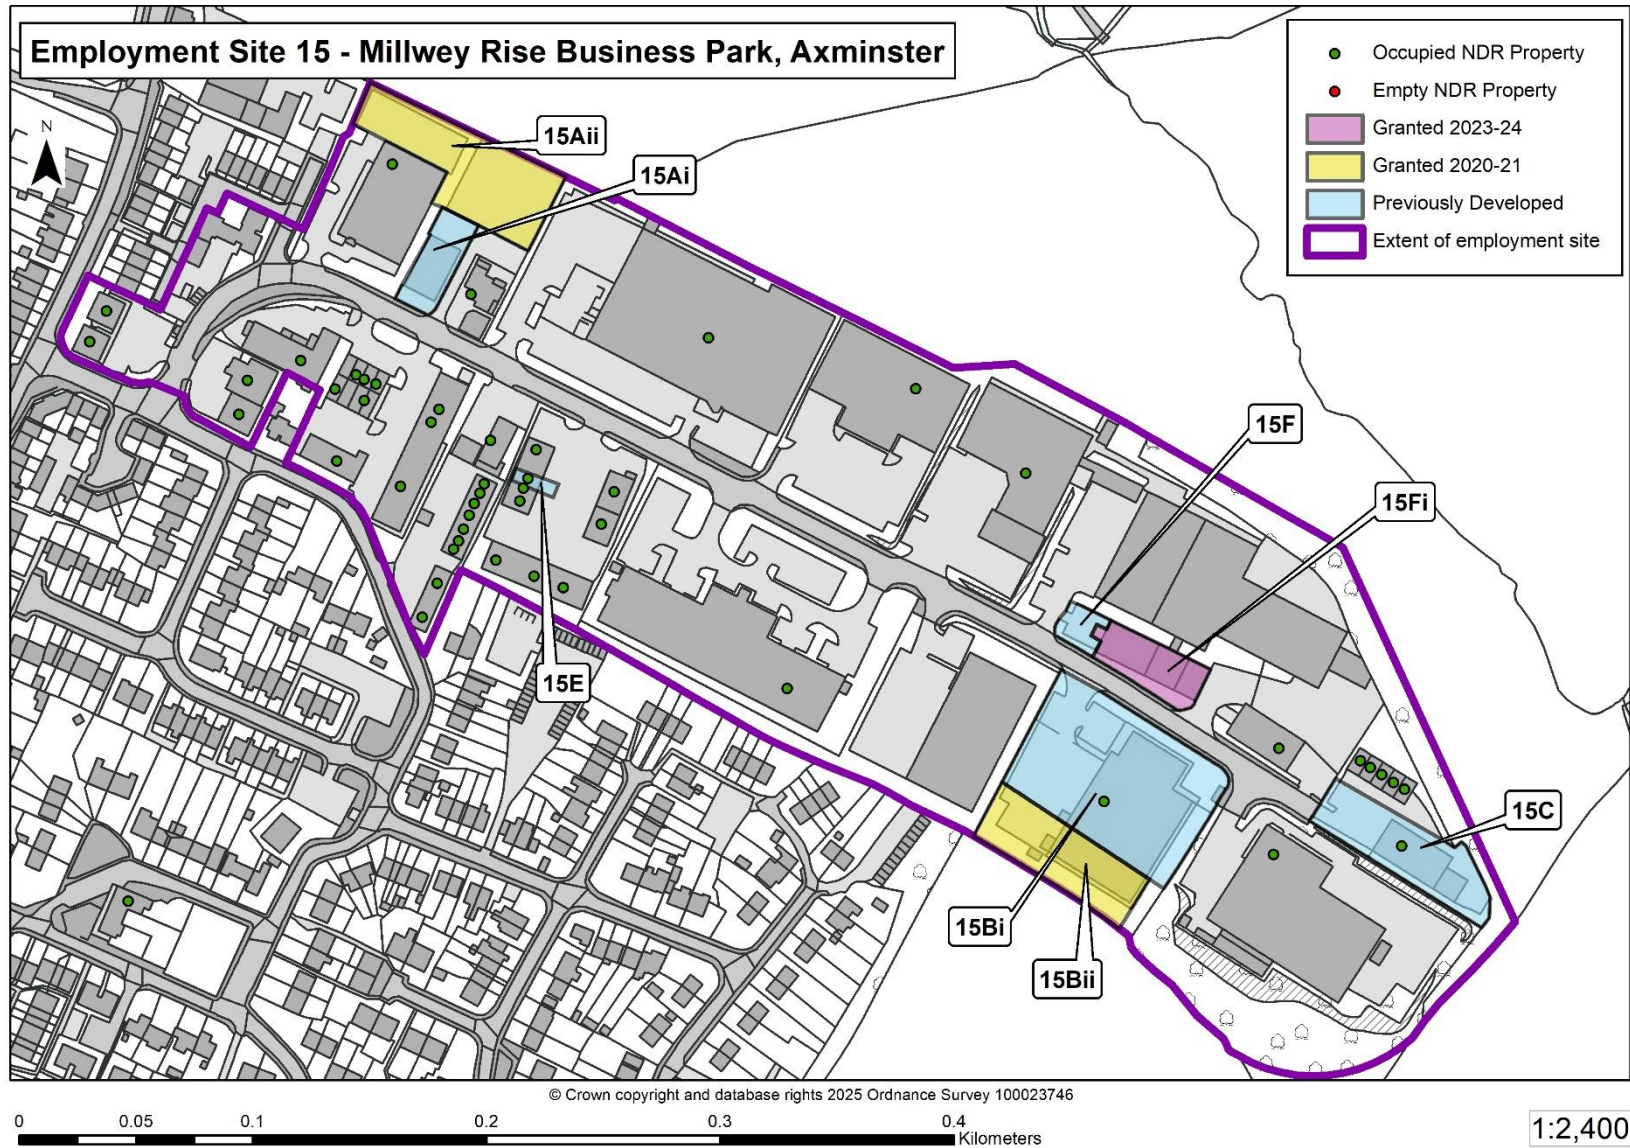 Employment Site 15 - Millwey Rise Business Park, Axminster
N
Occupied NDR Property
Empty NDR Property
Granted 2023-24
Granted 2020-21
Previously Developed
Extent of employment site
15Aii
15Ai
15F
15Fi
15E
15C
15Bi
15Bii
© Crown copyright and database rights 2025 Ordnance Survey 100023746
0 0.05 0.1 0.2 0.3 0.4
Kilometers
1:2,400